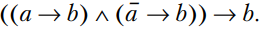 ((a → b) ∧ (ā → b)) → b.